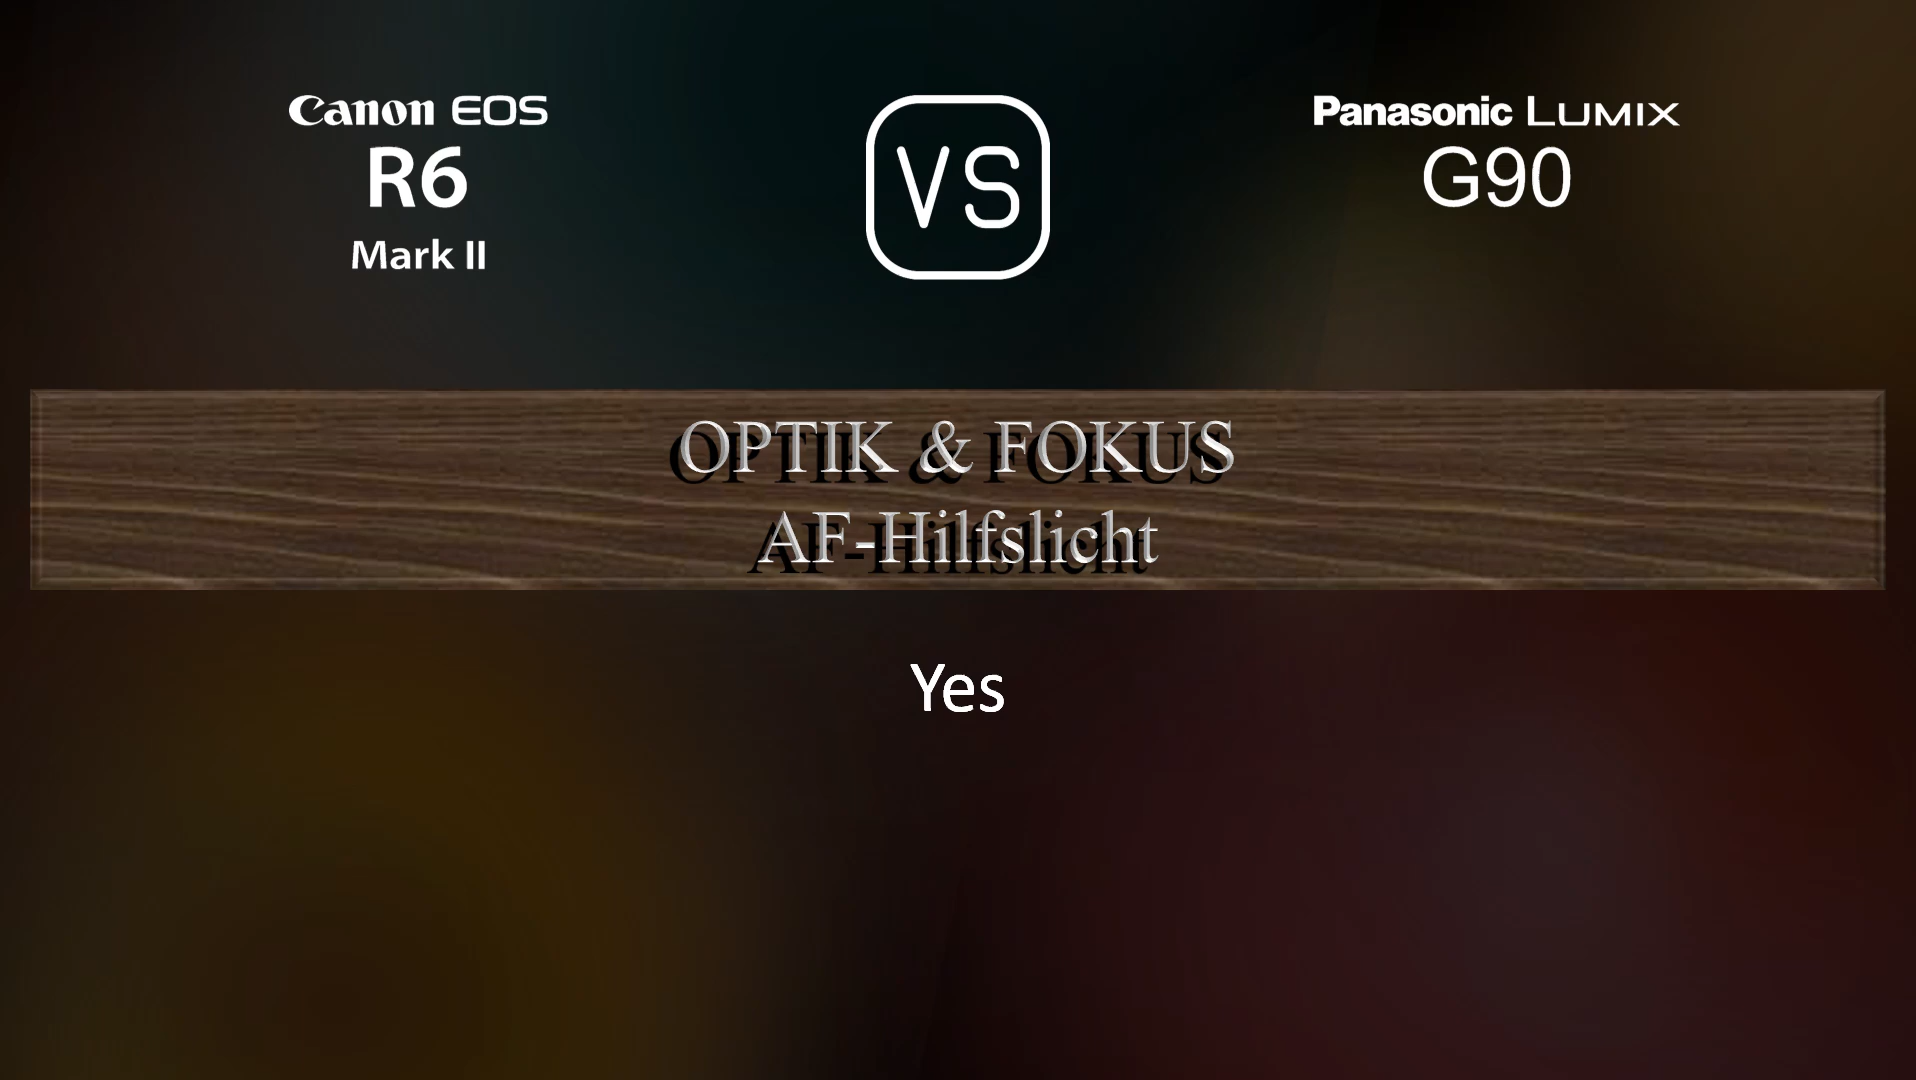 Canon EOS
R6
Mark II
VS
Panasonic LUMIX
G90
OPTIK & FOKUS
AF-Hilfslicht
Yes